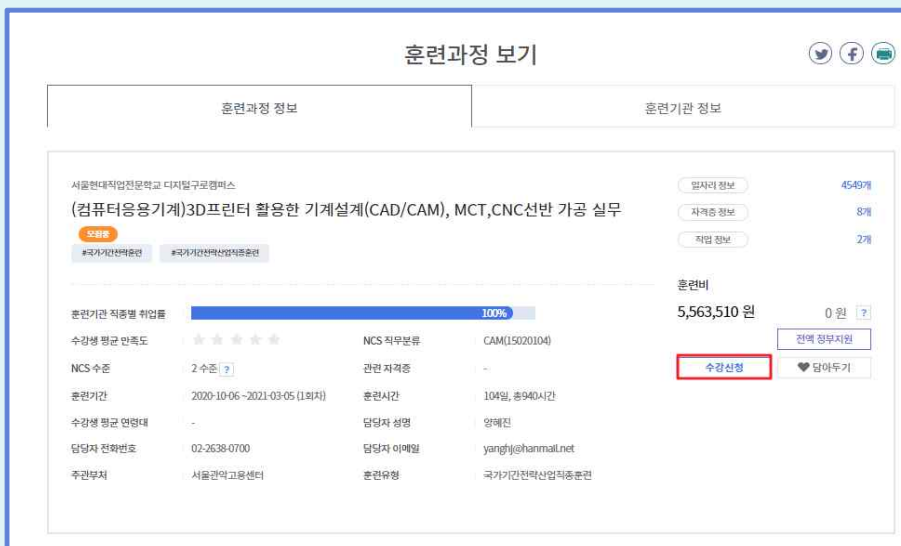 훈련과정 보기
훈련과정 정보
훈련기관 정보
서울현대직업전문학교 디지털구로캠퍼스
(컴퓨터응용기계)3D프린터 활용한 기계설계(CAD/CAM), MCT,CNC선반 가공 실무
모집중
#국가기간전략훈련 #국가기간전략산업직종훈련
일자리 정보 4549개
자격증 정보 8개
직업 정보 2개
훈련비
5,563,510 원 0 원 ?
전액 정부지원
수강신청 담아두기
훈련기관 직종별 취업률 100%
수강생 평균 만족도 NCS 직무분류 CAM(15020104)
NCS 수준 2 수준 ? 관련 자격증 -
훈련기간 2020-10-06 ~2021-03-05 (1회차) 훈련시간 104일, 총940시간
수강생 평균 연령대 - 담당자 성명 양혜진
담당자 전화번호 02-2638-0700 담당자 이메일 yanghj@hanmail.net
주관부처 서울관악고용센터 훈련유형 국가기간전략산업직종훈련